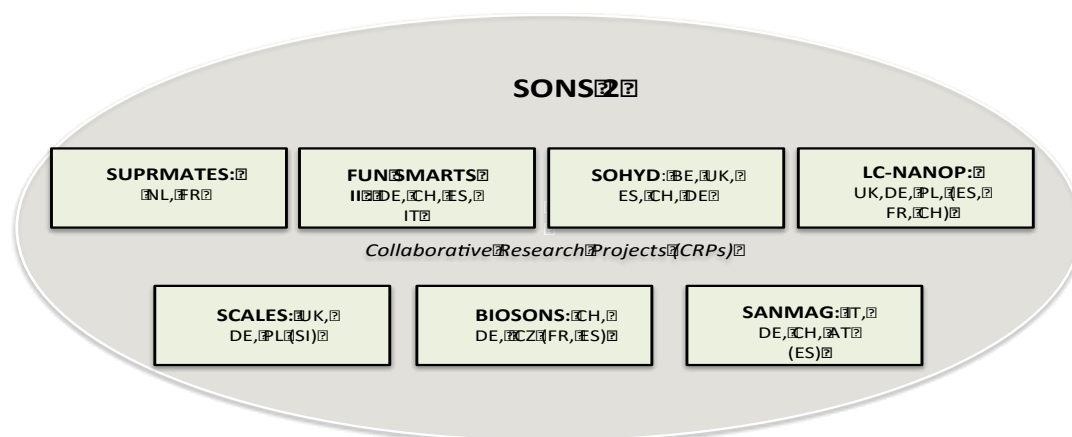 SONS 2
SUPRMATES:
NL, FR
FUN SMARTS
II: DE, CH, ES,
IT
SOHYD: BE, UK,
ES, CH, DE
LC-NANOP:
UK,DE, PL, (ES,
FR, CH)
Collaborative Research Projects (CRPs)
SCALES: UK,
DE, PL (SI)
BIOSONS: CH,
DE, CZ (FR, ES)
SANMAG: IT,
DE, CH, AT
(ES)